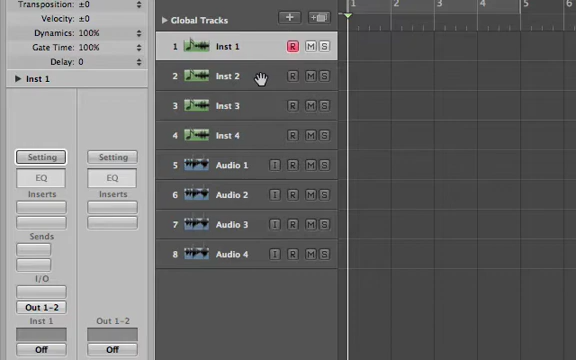 Transposition: ±0
Velocity: ±0
Dynamics: 100%
Gate Time: 100%
Delay: 0
Inst 1
Setting
Setting
EQ
EQ
Inserts
Inserts
Sends
I/O
Out 1-2
Inst 1
Out 1-2
Off
Off
Global Tracks
1 2 3 4 5 6
1 Inst 1 R M S
2 Inst 2 R M S
3 Inst 3 R M S
4 Inst 4 R M S
5 Audio 1 I R M S
6 Audio 2 I R M S
7 Audio 3 I R M S
8 Audio 4 I R M S